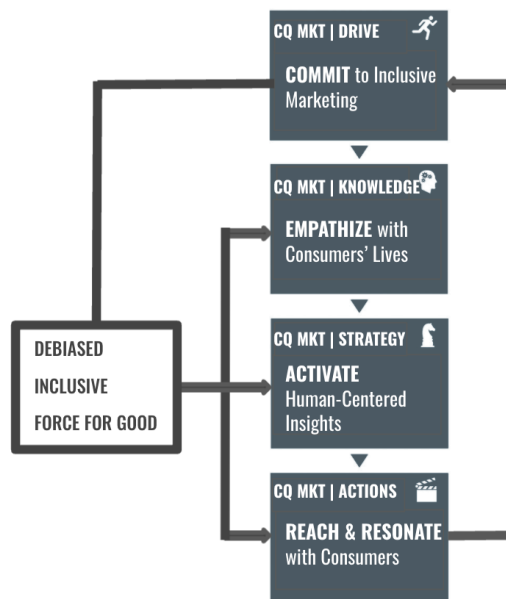 CQ MKT | DRIVE
COMMIT to Inclusive
Marketing
CQ MKT | KNOWLEDGE
EMPATHIZE with
Consumers' Lives
DEBIASED
INCLUSIVE
FORCE FOR GOOD
CQ MKT | STRATEGY
ACTIVATE
Human-Centered
Insights
CQ MKT | ACTIONS
REACH & RESONATE
with Consumers